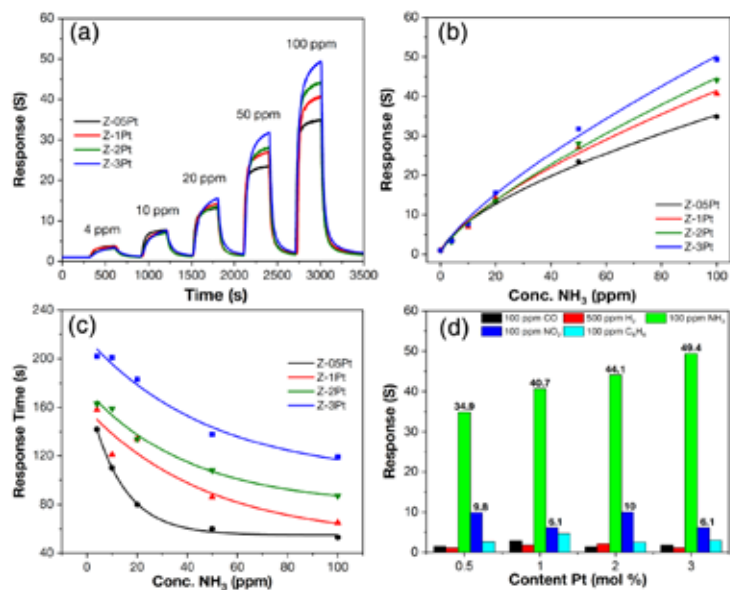 (a)
60
50
40
30
20
10
0
Response (S)
Z-05Pt
Z-1Pt
Z-2Pt
Z-3Pt
4 ppm
10 ppm
20 ppm
50 ppm
100 ppm
0 500 1000 1500 2000 2500 3000 3500
Time (s)
(b)
60
50
40
30
20
10
0
Response (S)
Z-05Pt
Z-1Pt
Z-2Pt
Z-3Pt
0 20 40 60 80 100
Conc. NH₃ (ppm)
(c)
240
200
160
120
80
40
Response Time (s)
Z-05Pt
Z-1Pt
Z-2Pt
Z-3Pt
0 20 40 60 80 100
Conc. NH₃ (ppm)
(d)
100 ppm CO 500 ppm H₂ 100 ppm NH₃
100 ppm NO₂ 100 ppm C₆H₆
60
50
40
30
20
10
0
Response (S)
34.9
9.8
40.7
6.1
44.1
10
49.4
6.1
0.5 1 2 3
Content Pt (mol %)